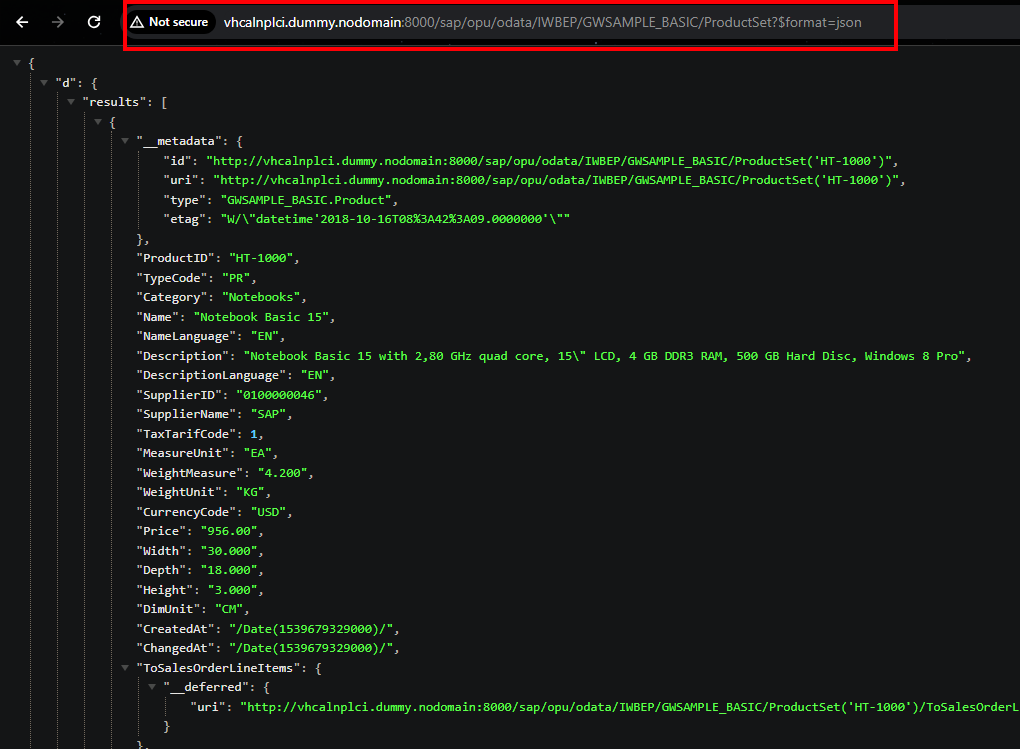 Not secure vhcalnplci.dummy.nodomain:8000/sap/opu/odata/IWBEP/GWSAMPLE_BASIC/ProductSet?$format=json
{
"d": {
"results": [
{
"__metadata": {
"id": "http://vhcalnplci.dummy.nodomain:8000/sap/opu/odata/IWBEP/GWSAMPLE_BASIC/ProductSet('HT-1000')",
"uri": "http://vhcalnplci.dummy.nodomain:8000/sap/opu/odata/IWBEP/GWSAMPLE_BASIC/ProductSet('HT-1000')",
"type": "GWSAMPLE_BASIC.Product",
"etag": "W/\"datetime'2018-10-16T08%3A42%3A09.0000000'\""
},
"ProductID": "HT-1000",
"TypeCode": "PR",
"Category": "Notebooks",
"Name": "Notebook Basic 15",
"NameLanguage": "EN",
"Description": "Notebook Basic 15 with 2,80 GHz quad core, 15\" LCD, 4 GB DDR3 RAM, 500 GB Hard Disc, Windows 8 Pro",
"DescriptionLanguage": "EN",
"SupplierID": "0100000046",
"SupplierName": "SAP",
"TaxTarifCode": 1,
"MeasureUnit": "EA",
"WeightMeasure": "4.200",
"WeightUnit": "KG",
"CurrencyCode": "USD",
"Price": "956.00",
"Width": "30.000",
"Depth": "18.000",
"Height": "3.000",
"DimUnit": "CM",
"CreatedAt": "/Date(1539679329000)/",
"ChangedAt": "/Date(1539679329000)/",
"ToSalesOrderLineItems": {
"__deferred": {
"uri": "http://vhcalnplci.dummy.nodomain:8000/sap/opu/odata/IWBEP/GWSAMPLE_BASIC/ProductSet('HT-1000')/ToSalesOrderL
}
},